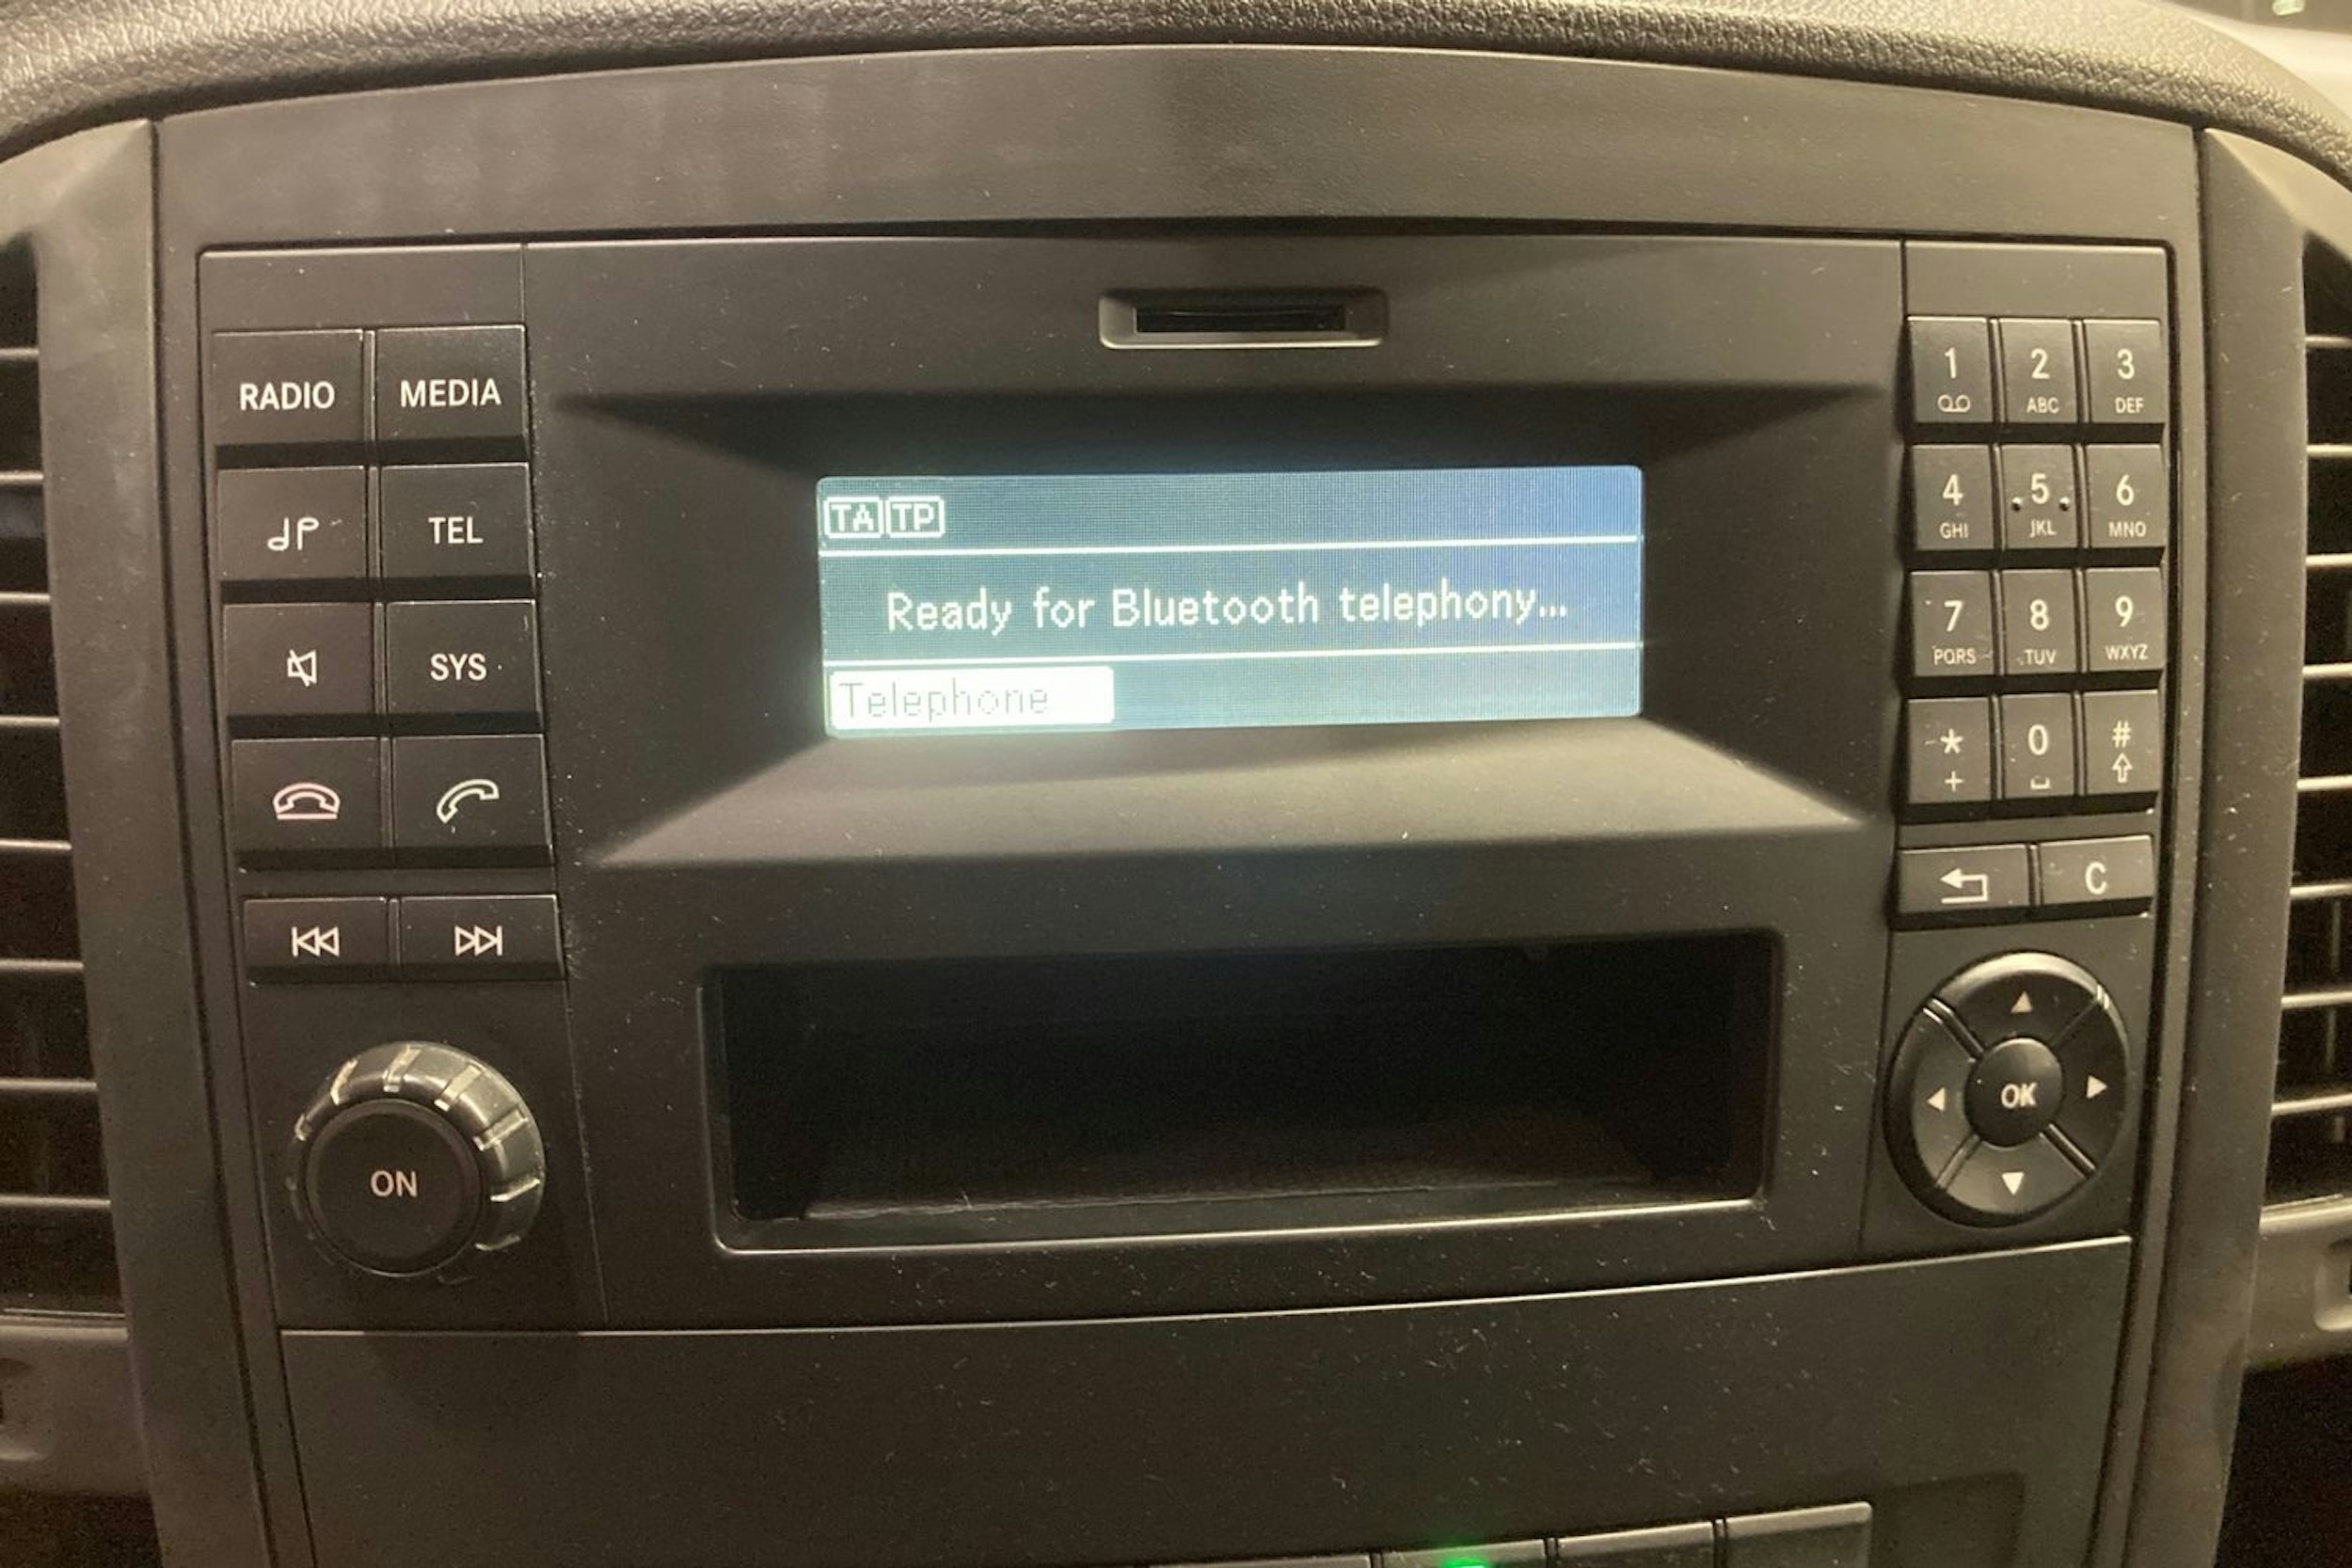 RADIO MEDIA
TEL
SYS
ON
TA TP
Ready for Bluetooth telephony...
Telephone
1 2 3
ABC DEF
4 5 6
GHI JKL MNO
7 8 9
PQRS TUV WXYZ
* 0 #
+
C
OK